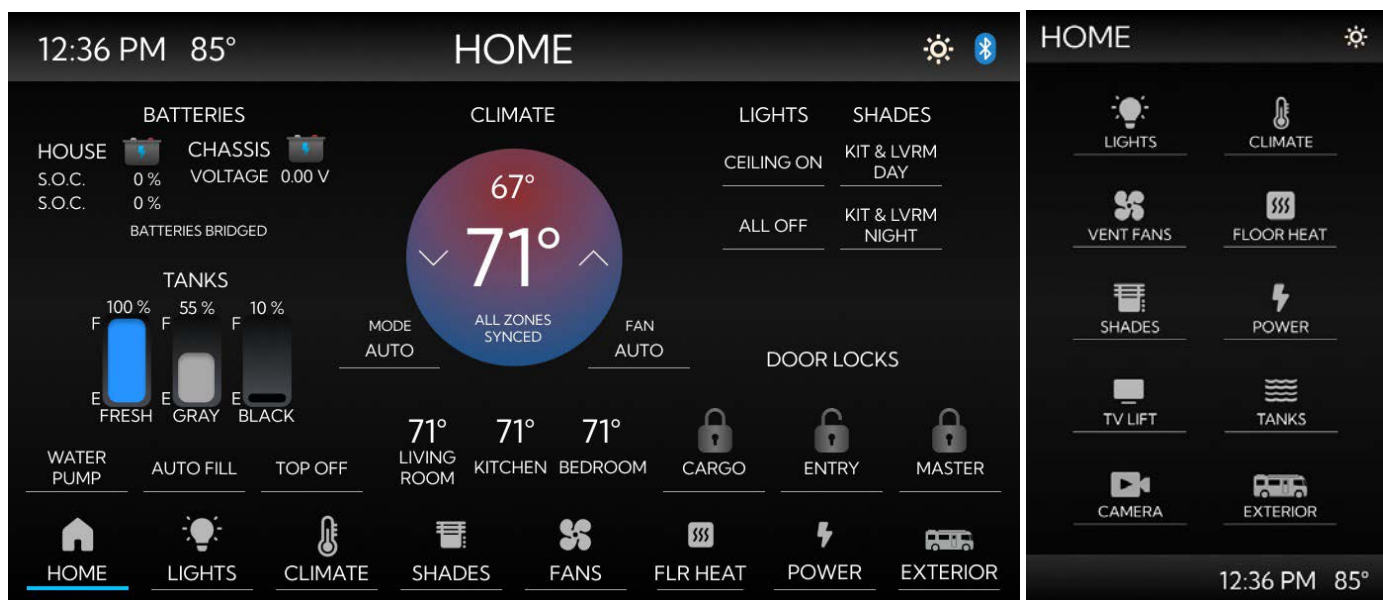 12:36 PM 85° HOME
BATTERIES
HOUSE CHASSIS
S.O.C. 0 % VOLTAGE 0.00 V
S.O.C. 0 %
BATTERIES BRIDGED
TANKS
100 % 55 % 10 %
F F F
E E E
FRESH GRAY BLACK
WATER
PUMP
AUTO FILL
TOP OFF
CLIMATE
67°
71°
ALL ZONES
SYNCED
MODE
AUTO
FAN
AUTO
71° 71° 71°
LIVING
ROOM
KITCHEN BEDROOM
LIGHTS
CEILING ON
ALL OFF
SHADES
KIT & LVRM
DAY
KIT & LVRM
NIGHT
DOOR LOCKS
CARGO ENTRY MASTER
HOME LIGHTS CLIMATE SHADES FANS FLR HEAT POWER EXTERIOR
HOME
LIGHTS CLIMATE
VENT FANS FLOOR HEAT
SHADES POWER
TV LIFT TANKS
CAMERA EXTERIOR
12:36 PM 85°